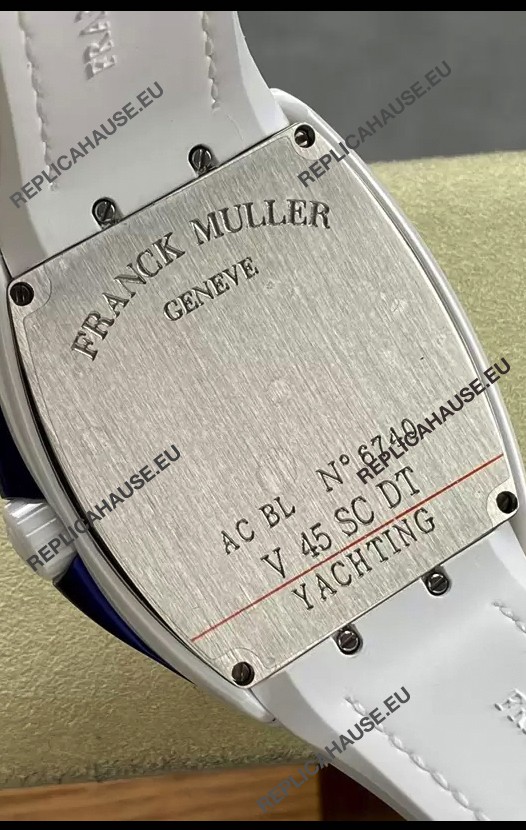 FRAN
REPLICAHAUSE.EU
REPLICAHAUSE.EU
FRANCK MULLER
GENEVE
REPLICAHAUSE.EU
REPLICAHAUSE.EU
AC BL N° 6740
V 45 SC DT
YACHTING
REPLICAHAUSE.EU